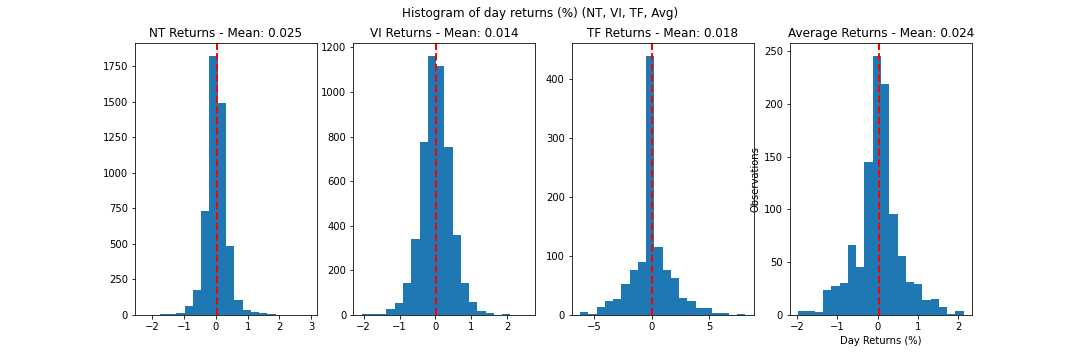 Histogram of day returns (%) (NT, VI, TF, Avg)
NT Returns - Mean: 0.025
VI Returns - Mean: 0.014
TF Returns - Mean: 0.018
Average Returns - Mean: 0.024
1750
1500
1250
1000
750
500
250
0
−2 −1 0 1 2 3
1200
1000
800
600
400
200
0
−2 −1 0 1 2
400
300
200
100
0
−5 0 5
Observations
250
200
150
100
50
0
−2 −1 0 1 2
Day Returns (%)